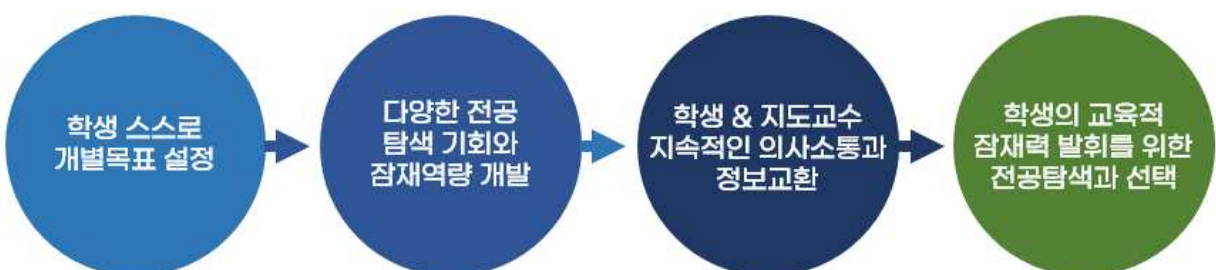 학생 스스로
개별목표 설정
다양한 전공
탐색 기회와
잠재역량 개발
학생 & 지도교수
지속적인 의사소통과
정보교환
학생의 교육적
잠재력 발휘를 위한
전공탐색과 선택